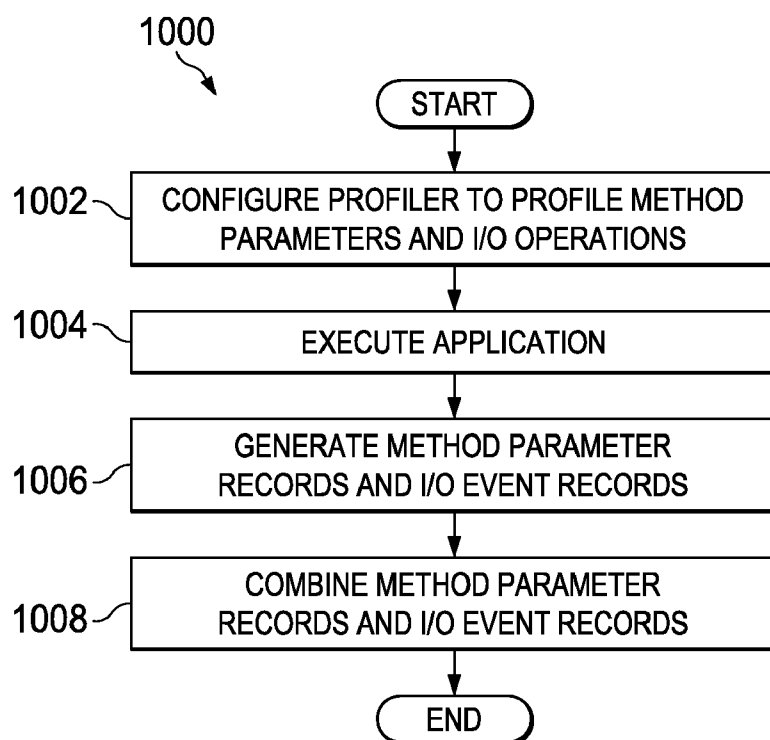 1000
START
1002
CONFIGURE PROFILER TO PROFILE METHOD
PARAMETERS AND I/O OPERATIONS
1004
EXECUTE APPLICATION
1006
GENERATE METHOD PARAMETER
RECORDS AND I/O EVENT RECORDS
1008
COMBINE METHOD PARAMETER
RECORDS AND I/O EVENT RECORDS
END